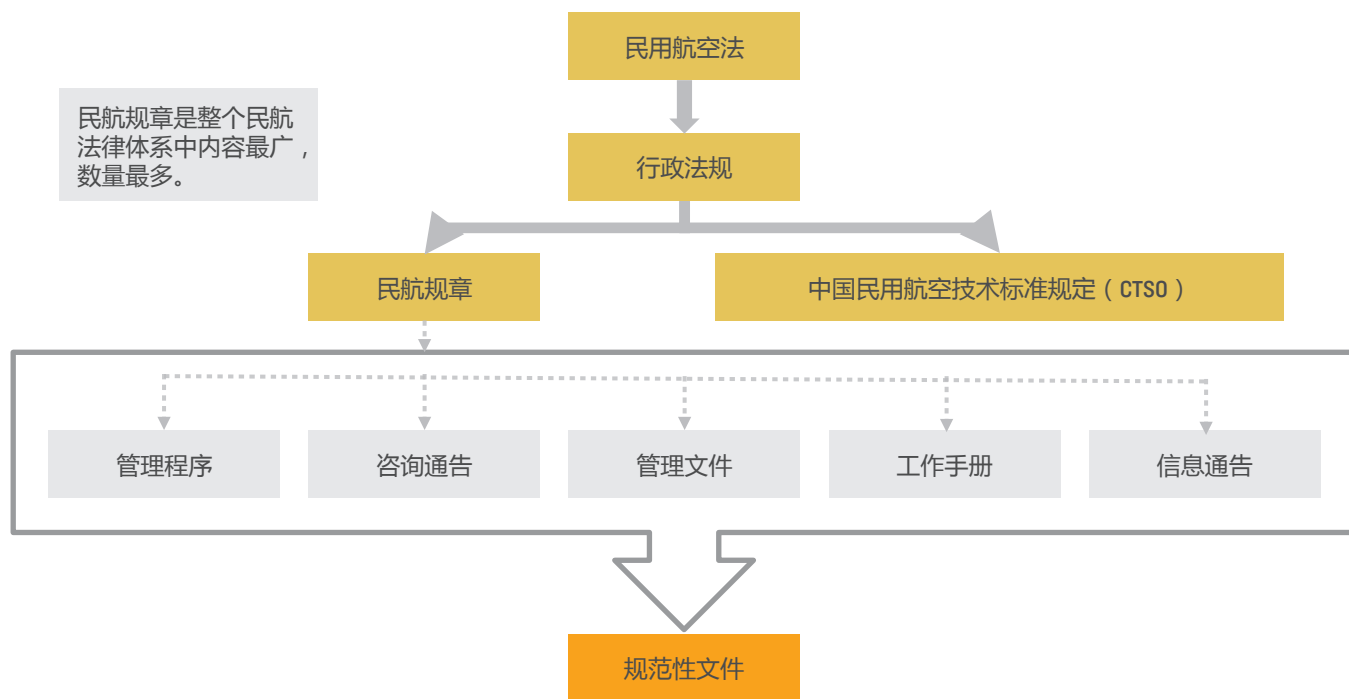 民用航空法
民航规章是整个民航
法律体系中内容最广，
数量最多。
行政法规
民航规章
中国民用航空技术标准规定（CTSO）
管理程序
咨询通告
管理文件
工作手册
信息通告
规范性文件